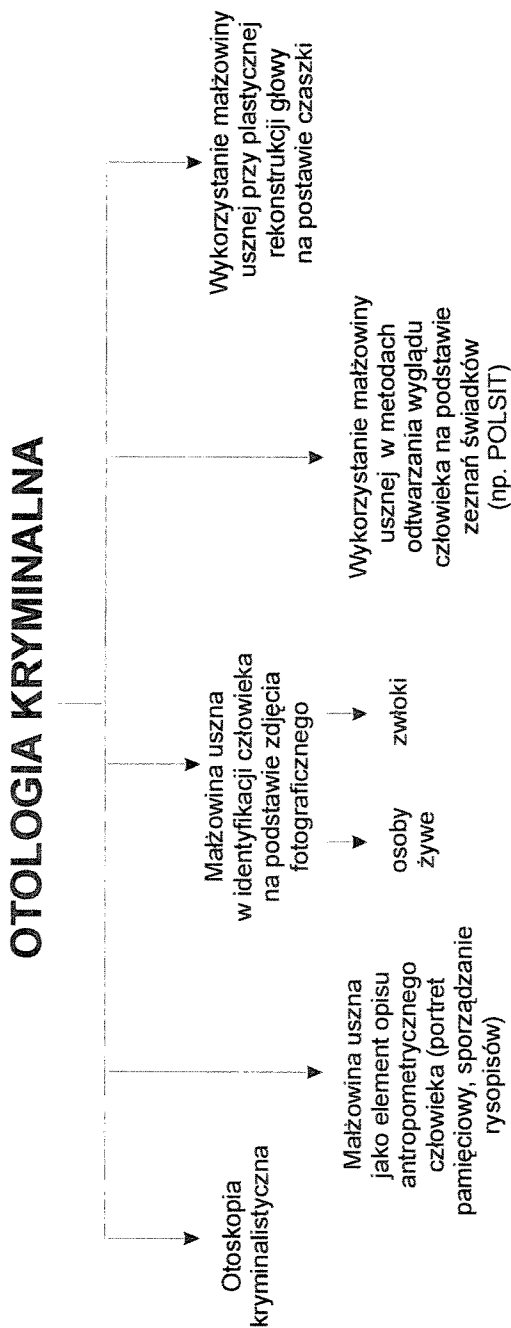 OTOLOGIA KRYMINALNA
Otoskopia
kryminalistyczna
Małżowina uszna
jako element opisu
antropometrycznego
człowieka (portret
pamięciowy, sporządzanie
rysopisów)
Małżowina uszna
w identyfikacji człowieka
na podstawie zdjęcia
fotograficznego
osoby
żywe
zwłoki
Wykorzystanie małżowiny
usznej w metodach
odtwarzania wyglądu
człowieka na podstawie
zeznań świadków
(np. POLSIT)
Wykorzystanie małżowiny
usznej przy plastycznej
rekonstrukcji głowy
na postawie czaszki